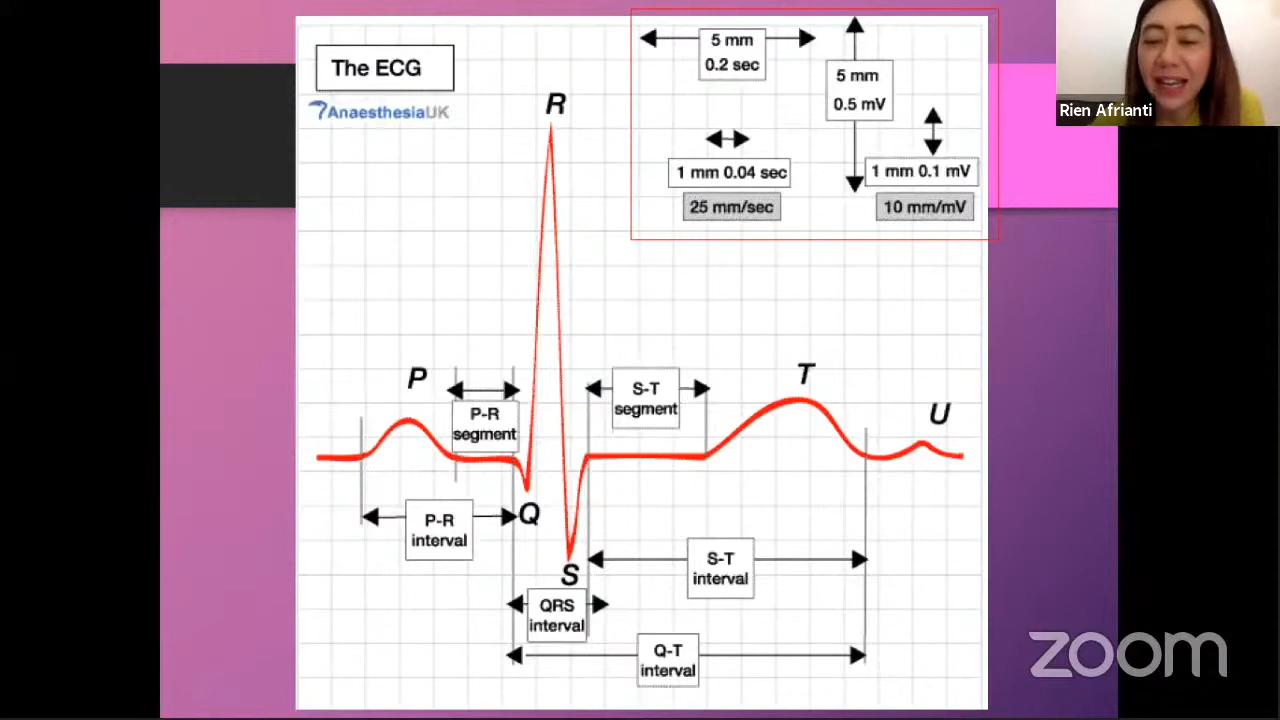 The ECG
AnaesthesiaUK
5 mm
0.2 sec
5 mm
0.5 mV
1 mm 0.04 sec
25 mm/sec
1 mm 0.1 mV
10 mm/mV
Rien Afrianti
R
P
P-R
segment
S-T
segment
T
U
Q
P-R
interval
S
S-T
interval
QRS
interval
Q-T
interval
zoom